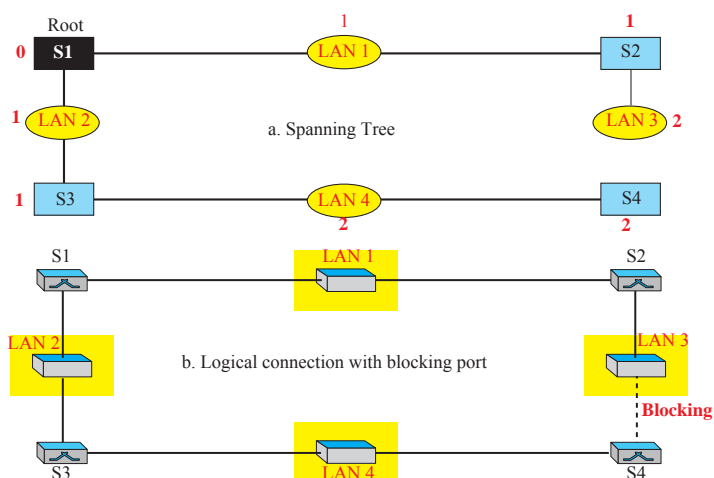 Root
1
1
0
S1
LAN 1
S2
1
LAN 2
LAN 3
2
a. Spanning Tree
1
S3
LAN 4
S4
2
2
S1
LAN 1
S2
LAN 2
LAN 3
b. Logical connection with blocking port
Blocking
S3
LAN 4
S4